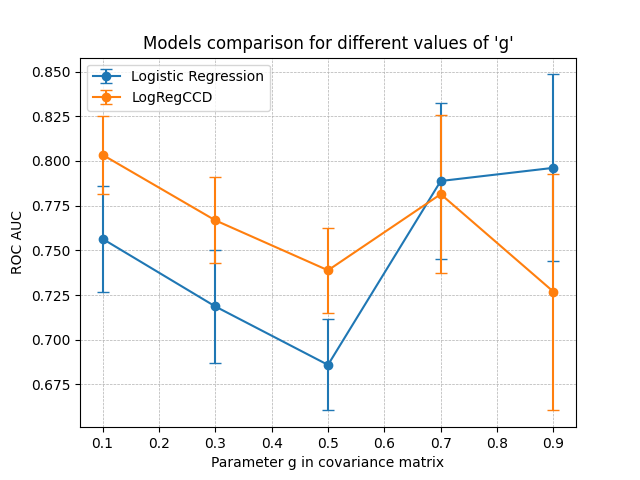 Models comparison for different values of 'g'
Logistic Regression
LogRegCCD
ROC AUC
0.850
0.825
0.800
0.775
0.750
0.725
0.700
0.675
0.1 0.2 0.3 0.4 0.5 0.6 0.7 0.8 0.9
Parameter g in covariance matrix